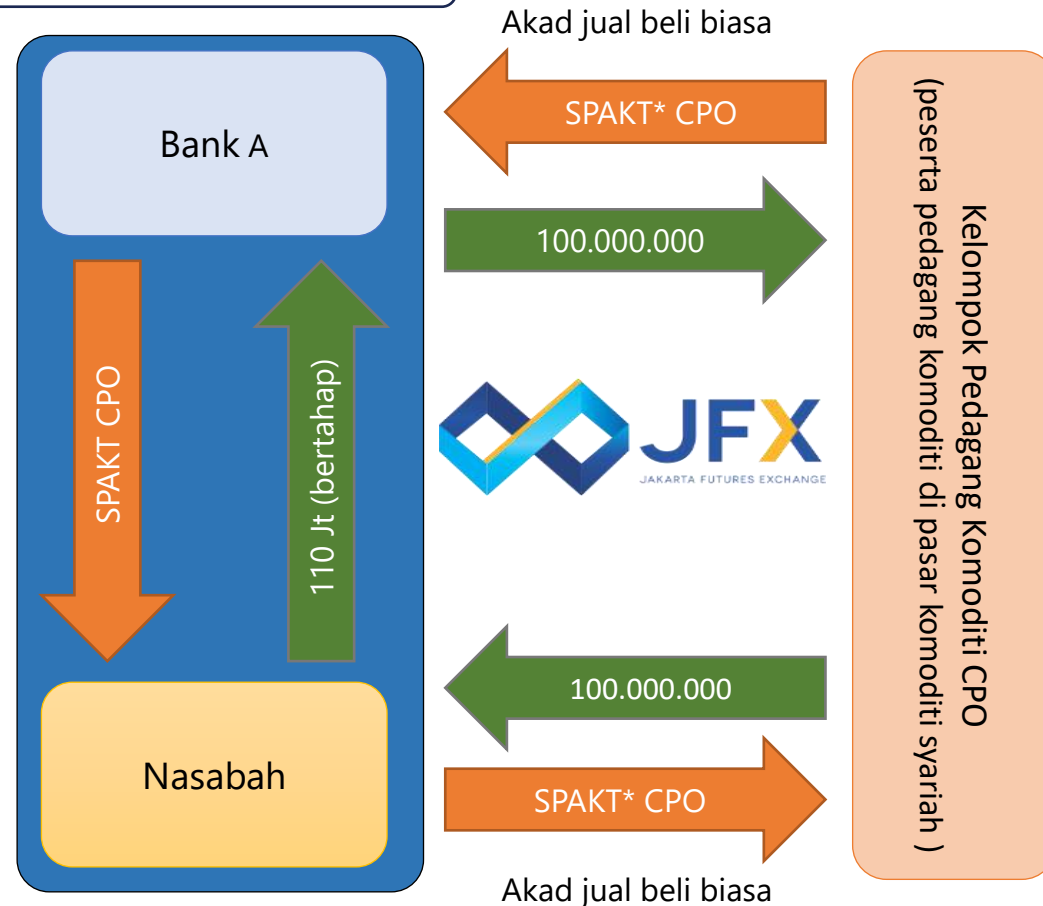 Akad jual beli biasa
Bank A
SPAKT* CPO
100.000.000
SPAKT CPO
110 Jt (bertahap)
JFX
JAKARTA FUTURES EXCHANGE
Kelompok Pedagang Komoditi CPO
(peserta pedagang komoditi di pasar komoditi syariah )
100.000.000
Nasabah
SPAKT* CPO
Akad jual beli biasa